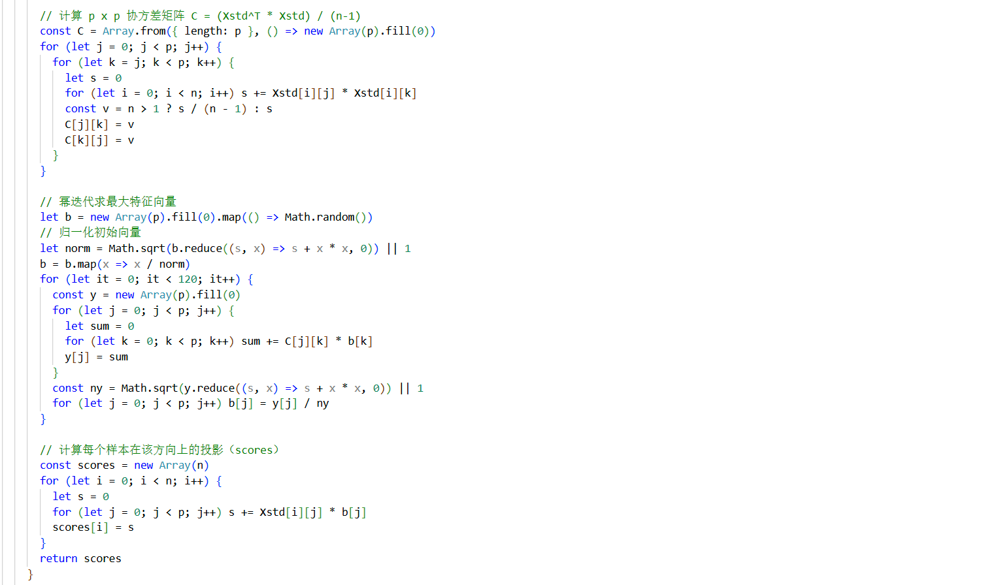 // 计算 p x p 协方差矩阵 C = (Xstd^T * Xstd) / (n-1)
const C = Array.from({ length: p }, () => new Array(p).fill(0))
for (let j = 0; j < p; j++) {
for (let k = j; k < p; k++) {
let s = 0
for (let i = 0; i < n; i++) s += Xstd[i][j] * Xstd[i][k]
const v = n > 1 ? s / (n - 1) : s
C[j][k] = v
C[k][j] = v
}
}
// 幂迭代求最大特征向量
let b = new Array(p).fill(0).map(() => Math.random())
// 归一化初始向量
let norm = Math.sqrt(b.reduce((s, x) => s + x * x, 0)) || 1
b = b.map(x => x / norm)
for (let it = 0; it < 120; it++) {
const y = new Array(p).fill(0)
for (let j = 0; j < p; j++) {
let sum = 0
for (let k = 0; k < p; k++) sum += C[j][k] * b[k]
y[j] = sum
}
const ny = Math.sqrt(y.reduce((s, x) => s + x * x, 0)) || 1
for (let j = 0; j < p; j++) b[j] = y[j] / ny
}
// 计算每个样本在该方向上的投影（scores）
const scores = new Array(n)
for (let i = 0; i < n; i++) {
let s = 0
for (let j = 0; j < p; j++) s += Xstd[i][j] * b[j]
scores[i] = s
}
return scores
}